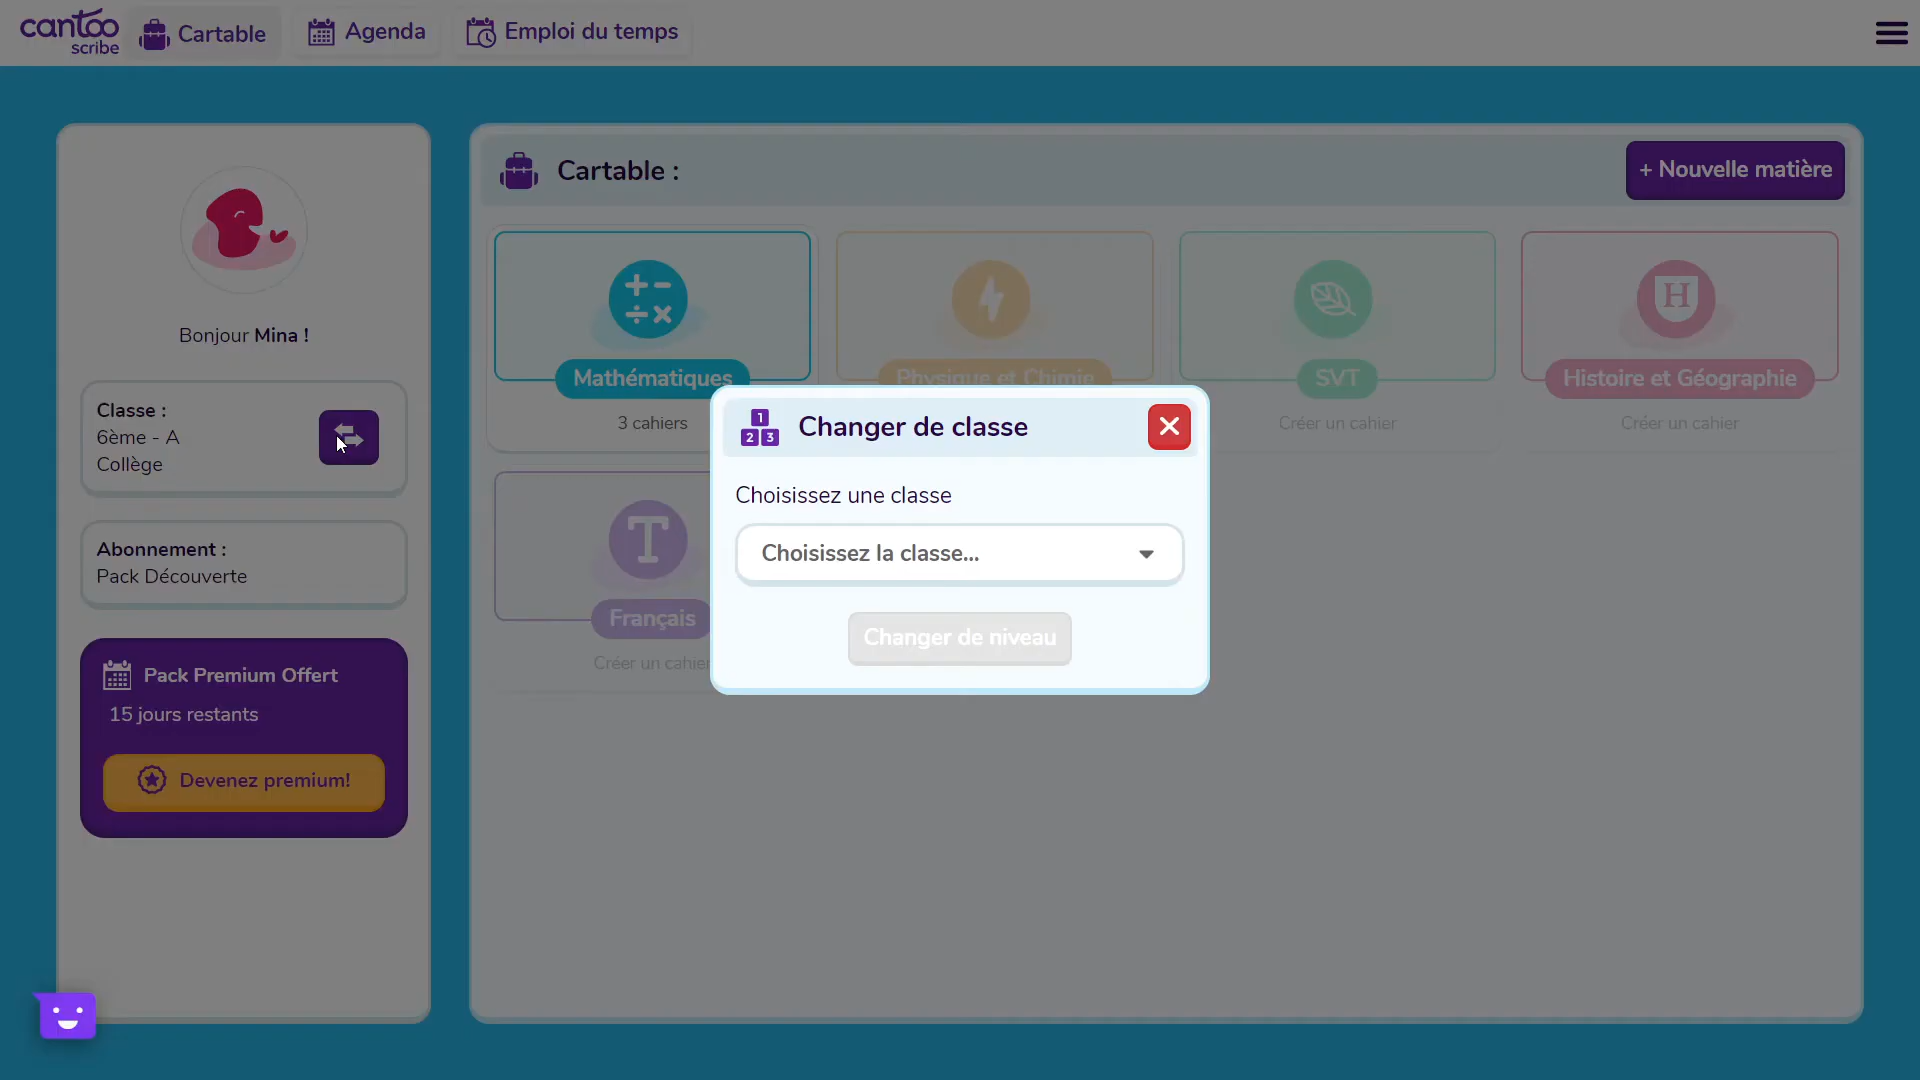 cantoo
scribe
Cartable
Agenda
Emploi du temps
Bonjour Mina !
Classe :
6ème - A
Collège
Abonnement :
Pack Découverte
Pack Premium Offert
15 jours restants
Devenez premium!
Cartable :
+ Nouvelle matière
Mathématiques
3 cahiers
Physique et Chimie
SVT
Créer un cahier
H
Histoire et Géographie
Créer un cahier
T
Français
Créer un cahier
1
2 3
Changer de classe
Choisissez une classe
Choisissez la classe...
Changer de niveau